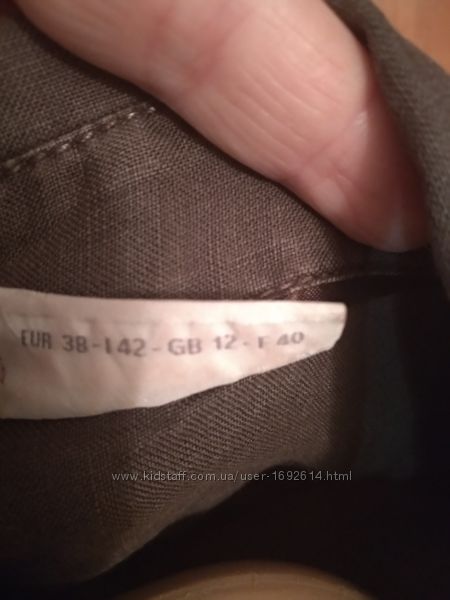 EUR 38-I42-GB 12-F 40
www.kidstaff.com.ua/user-1692614.html